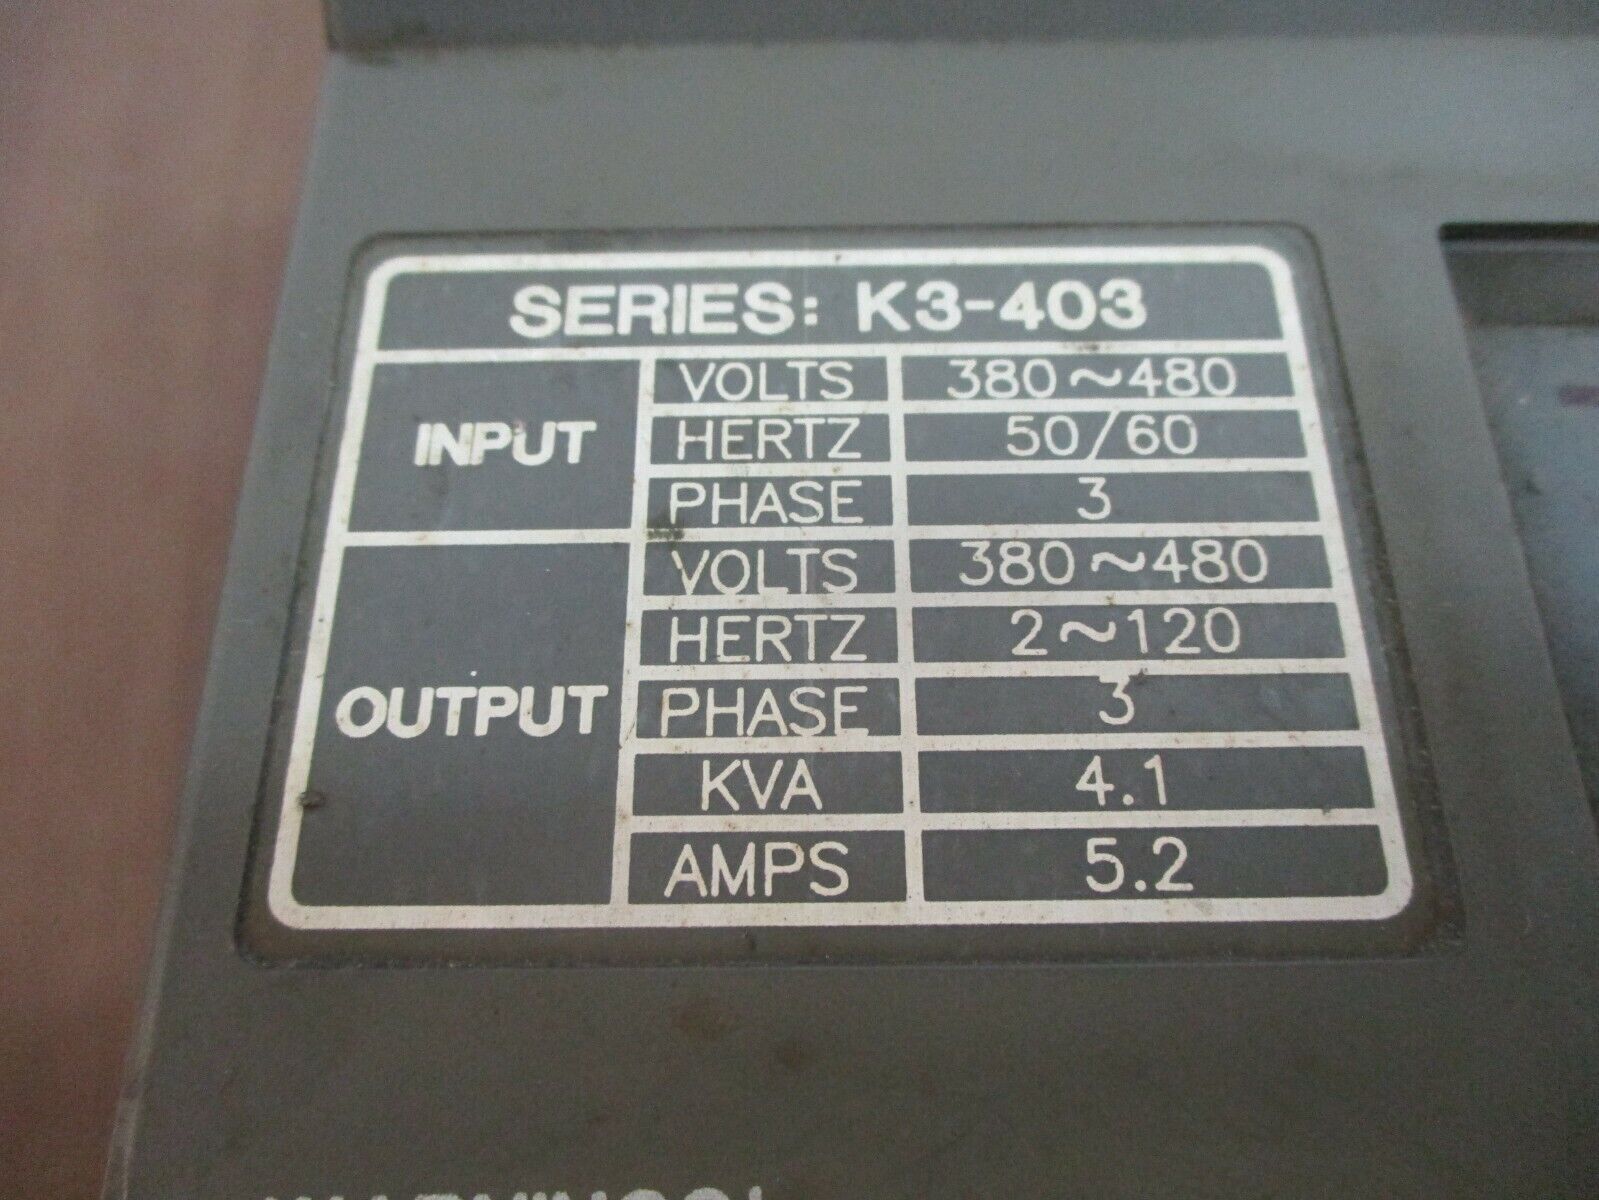 SERIES: K3-403
INPUT
VOLTS 380~480
HERTZ 50/60
PHASE 3
OUTPUT
VOLTS 380~480
HERTZ 2~120
PHASE 3
KVA 4.1
AMPS 5.2